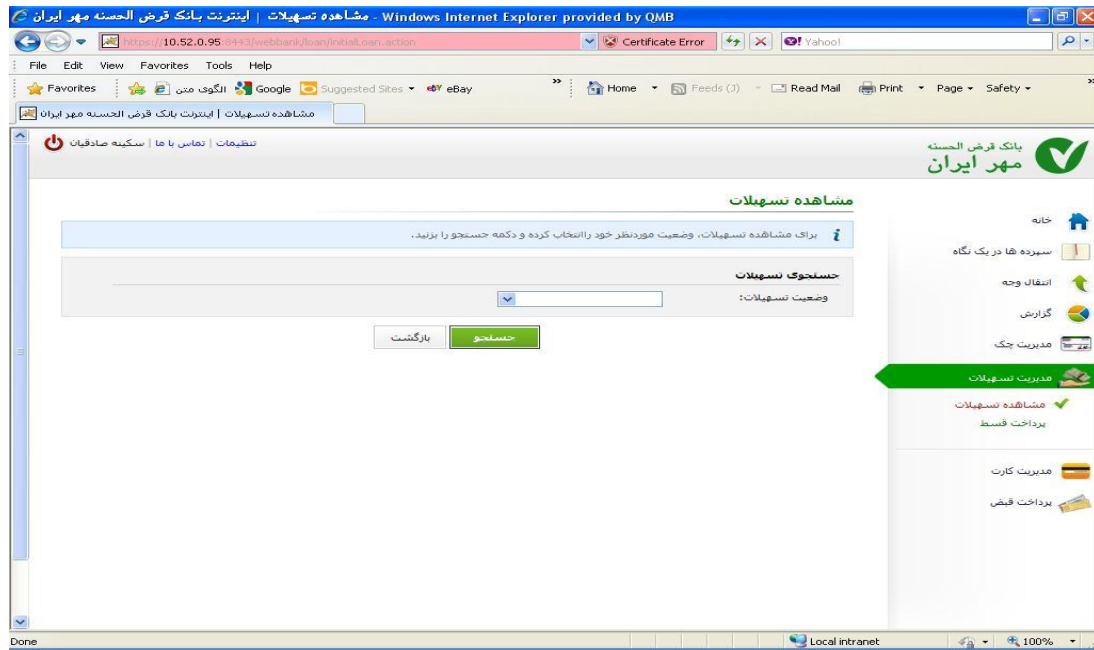 مشاهده تسهیلات | اینترنت بانک قرض الحسنه مهر ایران - Windows Internet Explorer provided by QMB
https://10.52.0.95:8443/webbank/loan/initialLoan.action
Certificate Error
Yahoo!
File Edit View Favorites Tools Help
Favorites الگوی متن Google Suggested Sites eBay » Home Feeds (J) Read Mail Print Page Safety »
مشاهده تسهیلات | اینترنت بانک قرض الحسنه مهر ایران
بانک قرض الحسنه
مهر ایران
تنظیمات | تماس با ما | سکینه صادقیان
خانه
سپرده ها در یک نگاه
انتقال وجه
گزارش
مدیریت چک
مدیریت تسهیلات
مشاهده تسهیلات
پرداخت قسط
مدیریت کارت
پرداخت قبض
مشاهده تسهیلات
برای مشاهده تسهیلات، وضعیت موردنظر خود راانتخاب کرده و دکمه جستجو را بزنید.
جستجوی تسهیلات
وضعیت تسهیلات:
جستجو
بازگشت
Done
Local intranet
100%